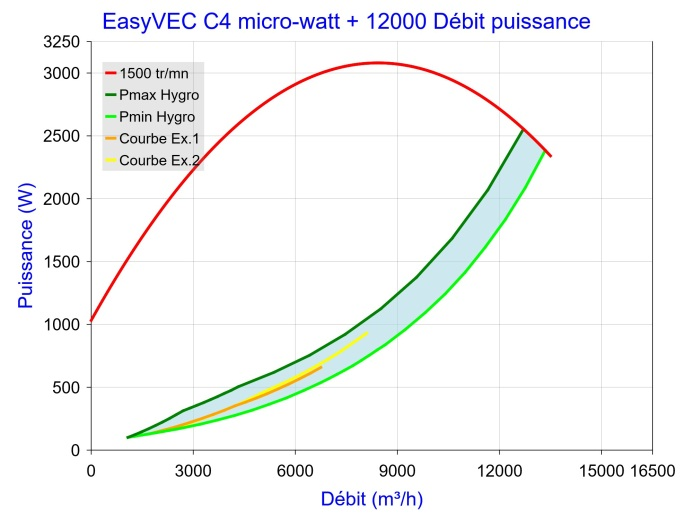 EasyVEC C4 micro-watt + 12000 Débit puissance
3250
3000
2500
2000
1500
1000
500
0
Puissance (W)
1500 tr/mn
Pmax Hygro
Pmin Hygro
Courbe Ex.1
Courbe Ex.2
0 3000 6000 9000 12000 15000 16500
Débit (m³/h)